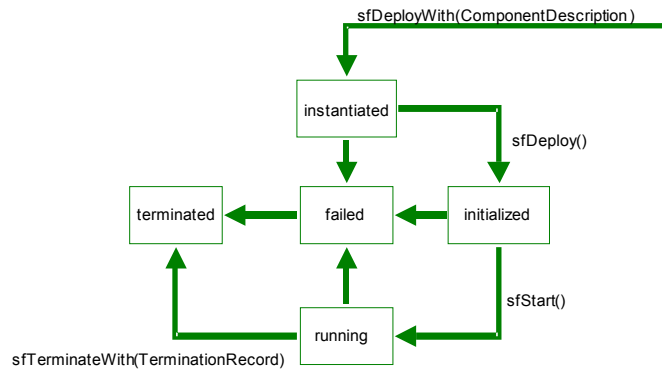 sfDeployWith(ComponentDescription)
instantiated
sfDeploy()
terminated
failed
initialized
sfStart()
running
sfTerminateWith(TerminationRecord)